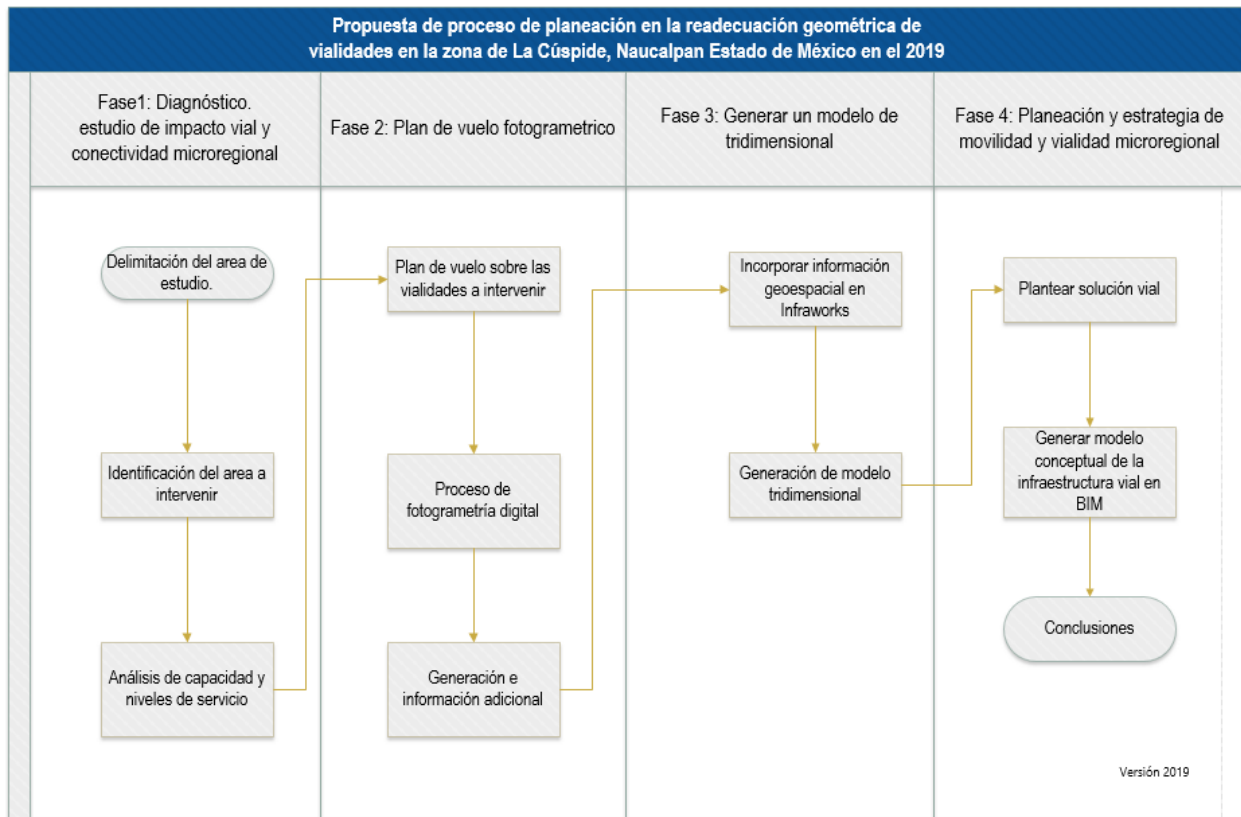 Propuesta de proceso de planeación en la readecuación geométrica de
vialidades en la zona de La Cúspide, Naucalpan Estado de México en el 2019
Fase1: Diagnóstico.
estudio de impacto vial y
conectividad microregional
Fase 2: Plan de vuelo fotogrametrico
Fase 3: Generar un modelo de
tridimensional
Fase 4: Planeación y estrategia de
movilidad y vialidad microregional
Delimitación del area de
estudio.
Identificación del area a
intervenir
Análisis de capacidad y
niveles de servicio
Plan de vuelo sobre las
vialidades a intervenir
Proceso de
fotogrametría digital
Generación e
información adicional
Incorporar información
geoespacial en
Infraworks
Generación de modelo
tridimensional
Plantear solución vial
Generar modelo
conceptual de la
infraestructura vial en
BIM
Conclusiones
Versión 2019